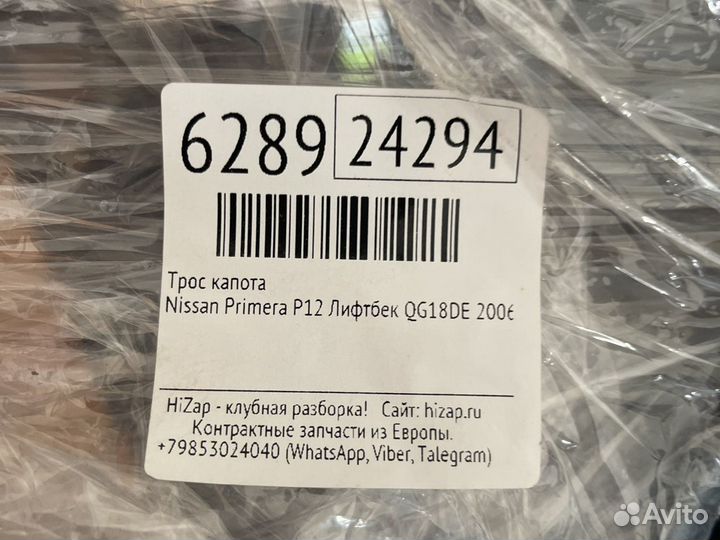 6289 24294
Трос капота
Nissan Primera P12 Лифтбек QG18DE 2006
HiZap - клубная разборка! Сайт: hizap.ru
Контрактные запчасти из Европы.
+79853024040 (WhatsApp, Viber, Talegram)
Avito